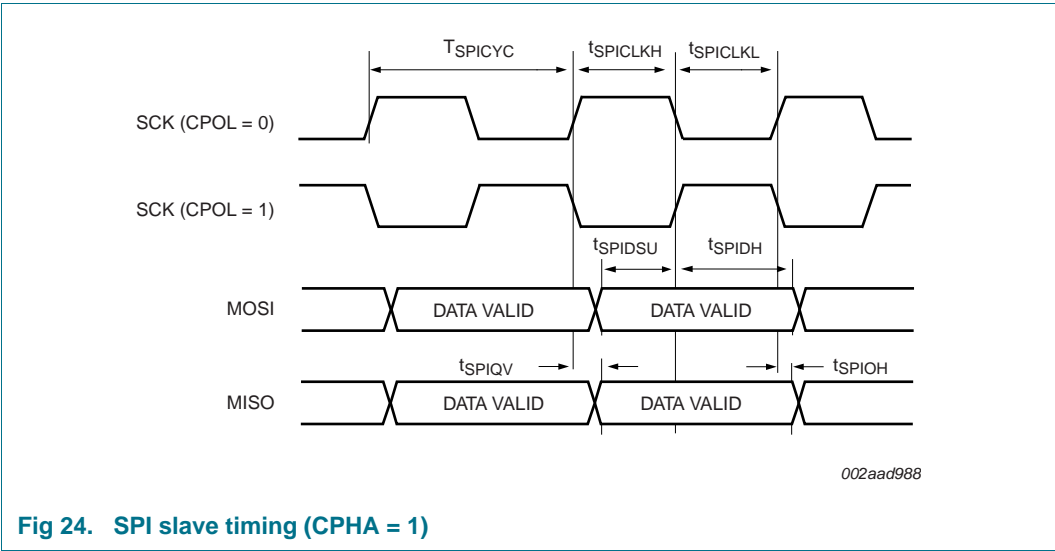 TSPICYC tSPICLKH tSPICLKL
SCK (CPOL = 0)
SCK (CPOL = 1)
tSPIDSU tSPIDH
MOSI DATA VALID DATA VALID
tSPIQV tSPIOH
MISO DATA VALID DATA VALID
002aad988
Fig 24. SPI slave timing (CPHA = 1)